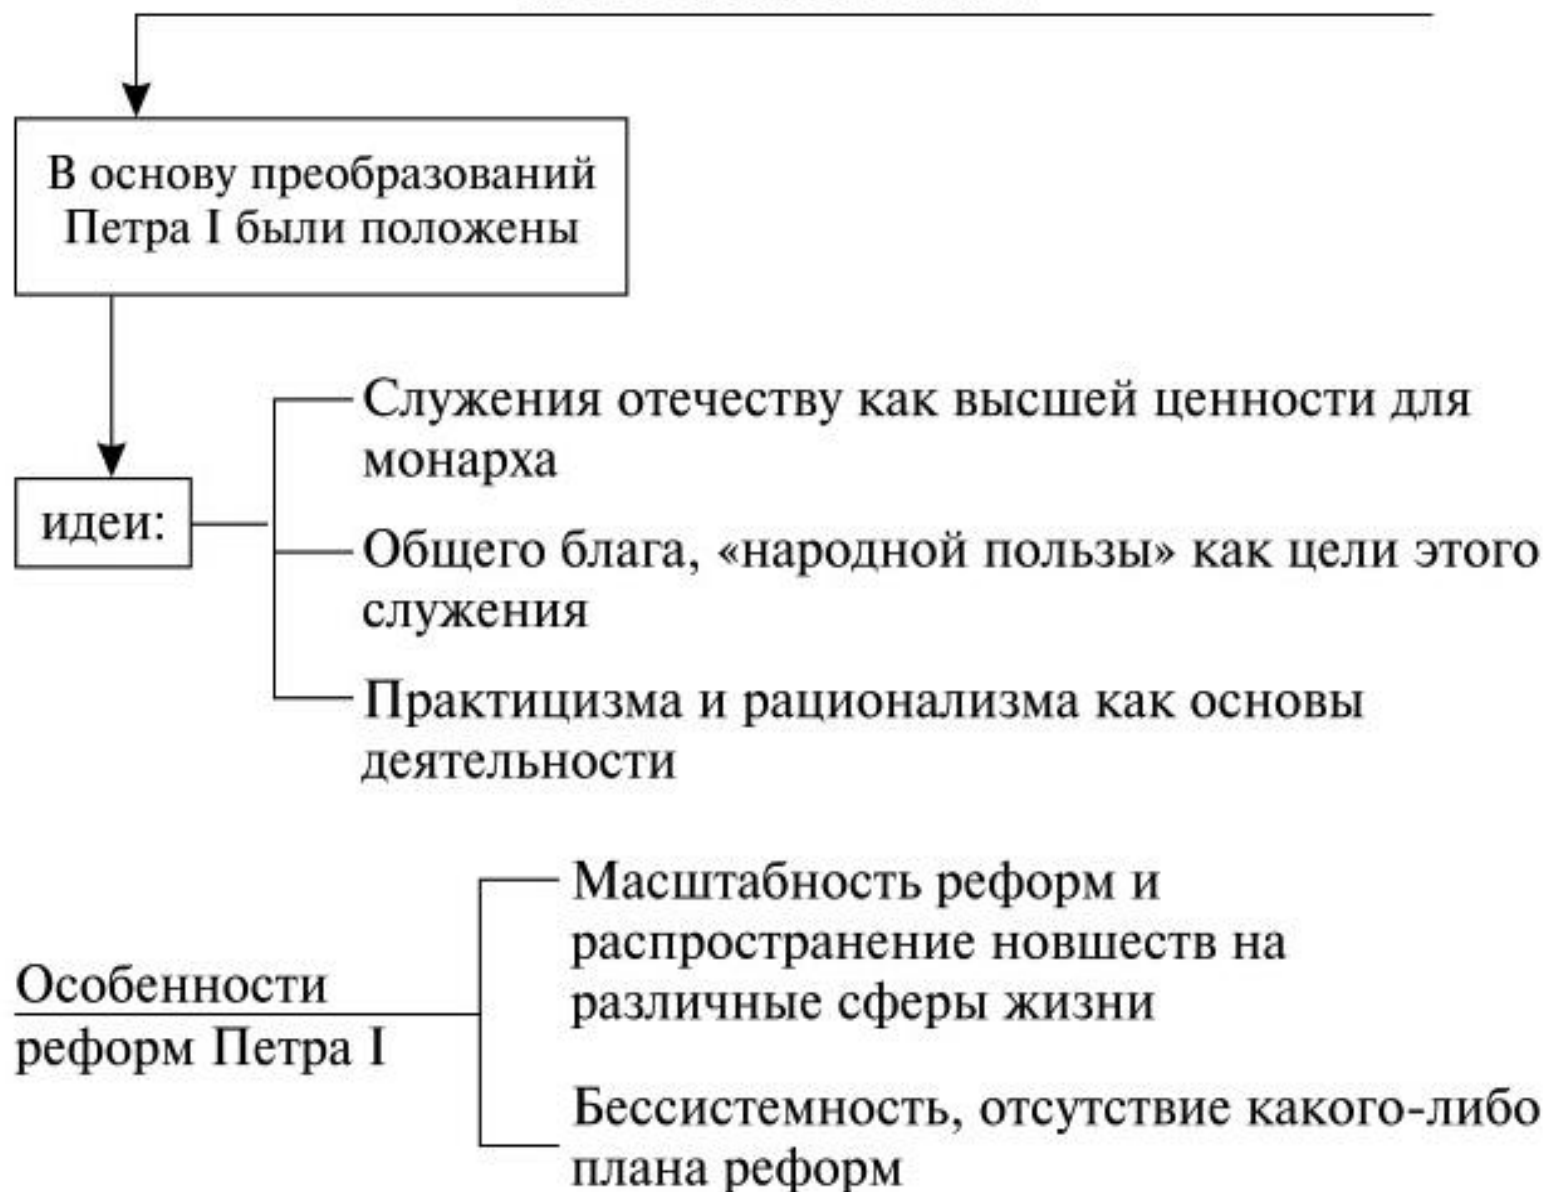 В основу преобразований
Петра I были положены
идеи:
Служения отечеству как высшей ценности для
монарха
Общего блага, «народной пользы» как цели этого
служения
Практицизма и рационализма как основы
деятельности
Особенности
реформ Петра I
Масштабность реформ и
распространение новшеств на
различные сферы жизни
Бессистемность, отсутствие какого-либо
плана реформ